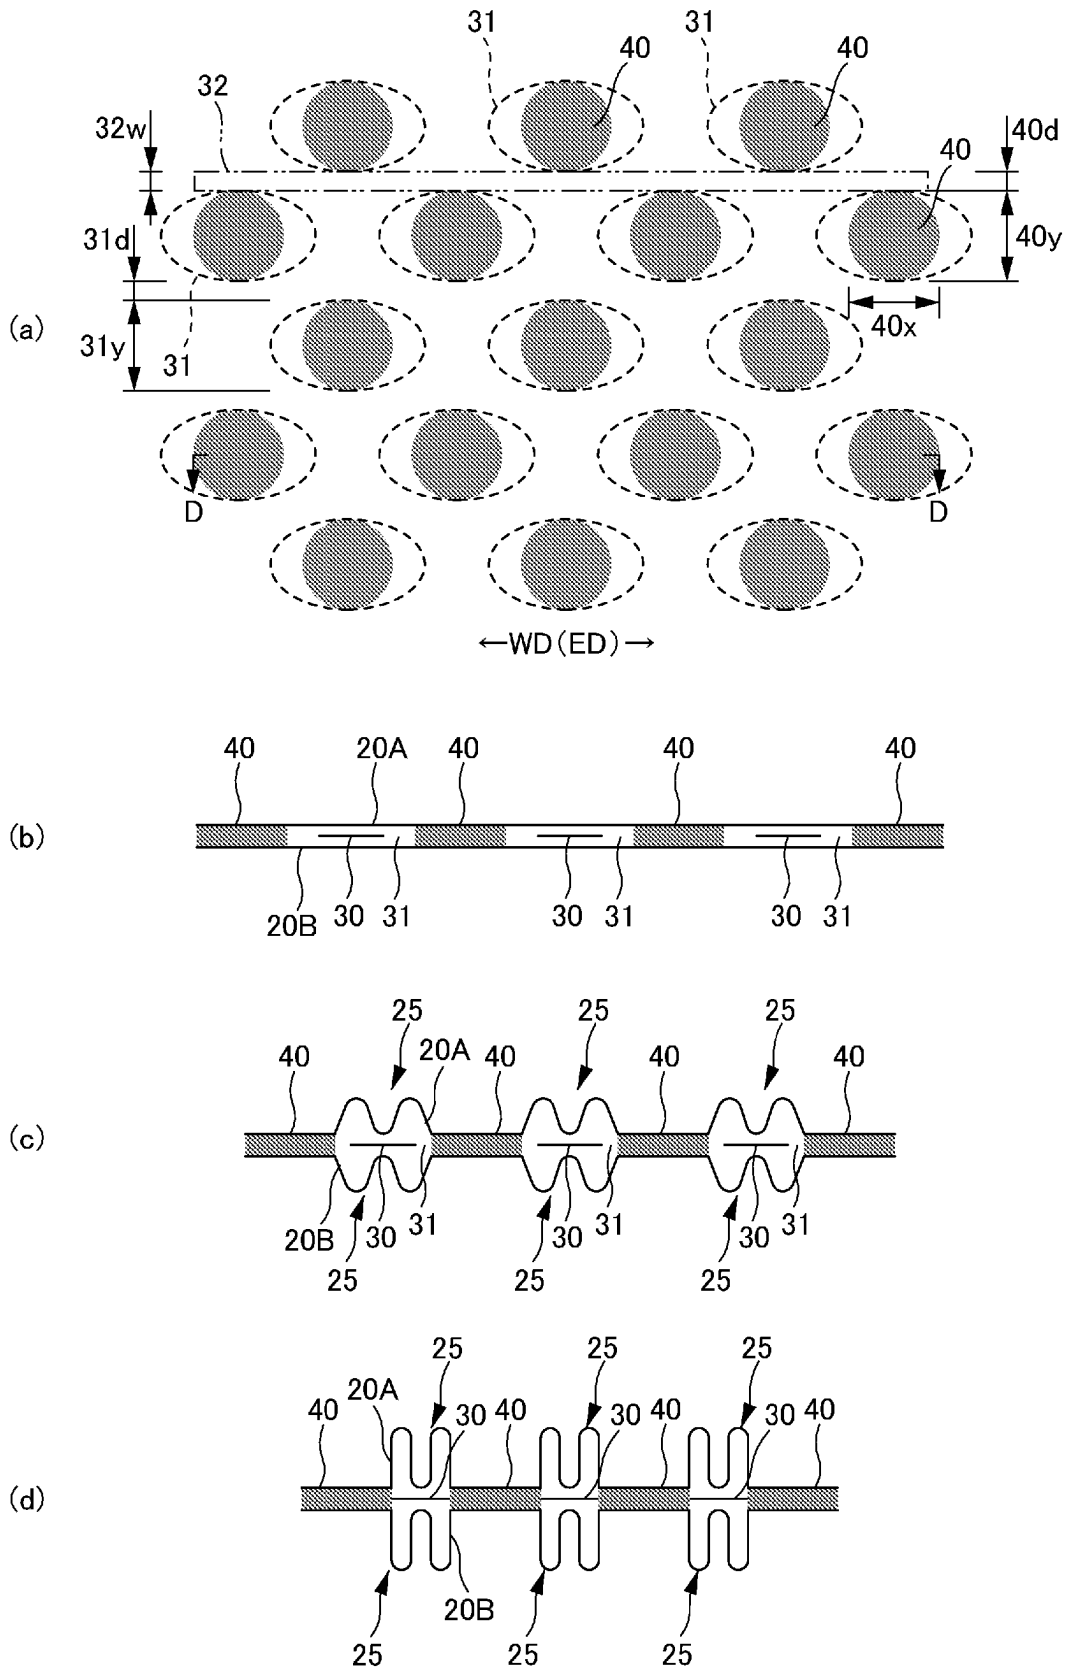 31 40 31 40
32
32w 40d
40
31d 40y
(a)
31y 31 40x
D D
←WD(ED)→
40 20A 40 40 40
(b)
20B 30 31 30 31 30 31
25 25 25
40 20A 40 40 40
(c)
20B 30 31 30 31 30 31
25 25 25
25 25 25
20A
40 30 40 30 40 30 40
(d)
20B
25 25 25